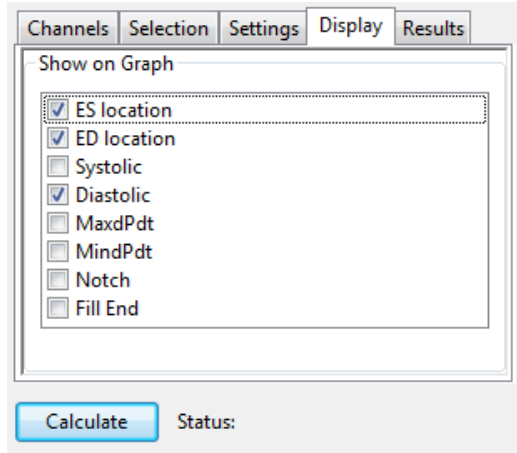 Channels Selection Settings Display Results
Show on Graph
ES location
ED location
Systolic
Diastolic
MaxdPdt
MindPdt
Notch
Fill End
Calculate Status: